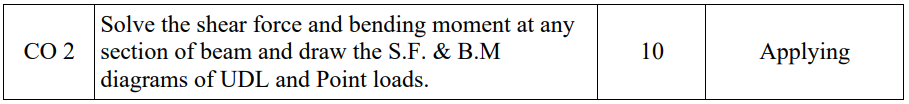 CO 2
Solve the shear force and bending moment at any
section of beam and draw the S.F. & B.M
diagrams of UDL and Point loads.
10
Applying